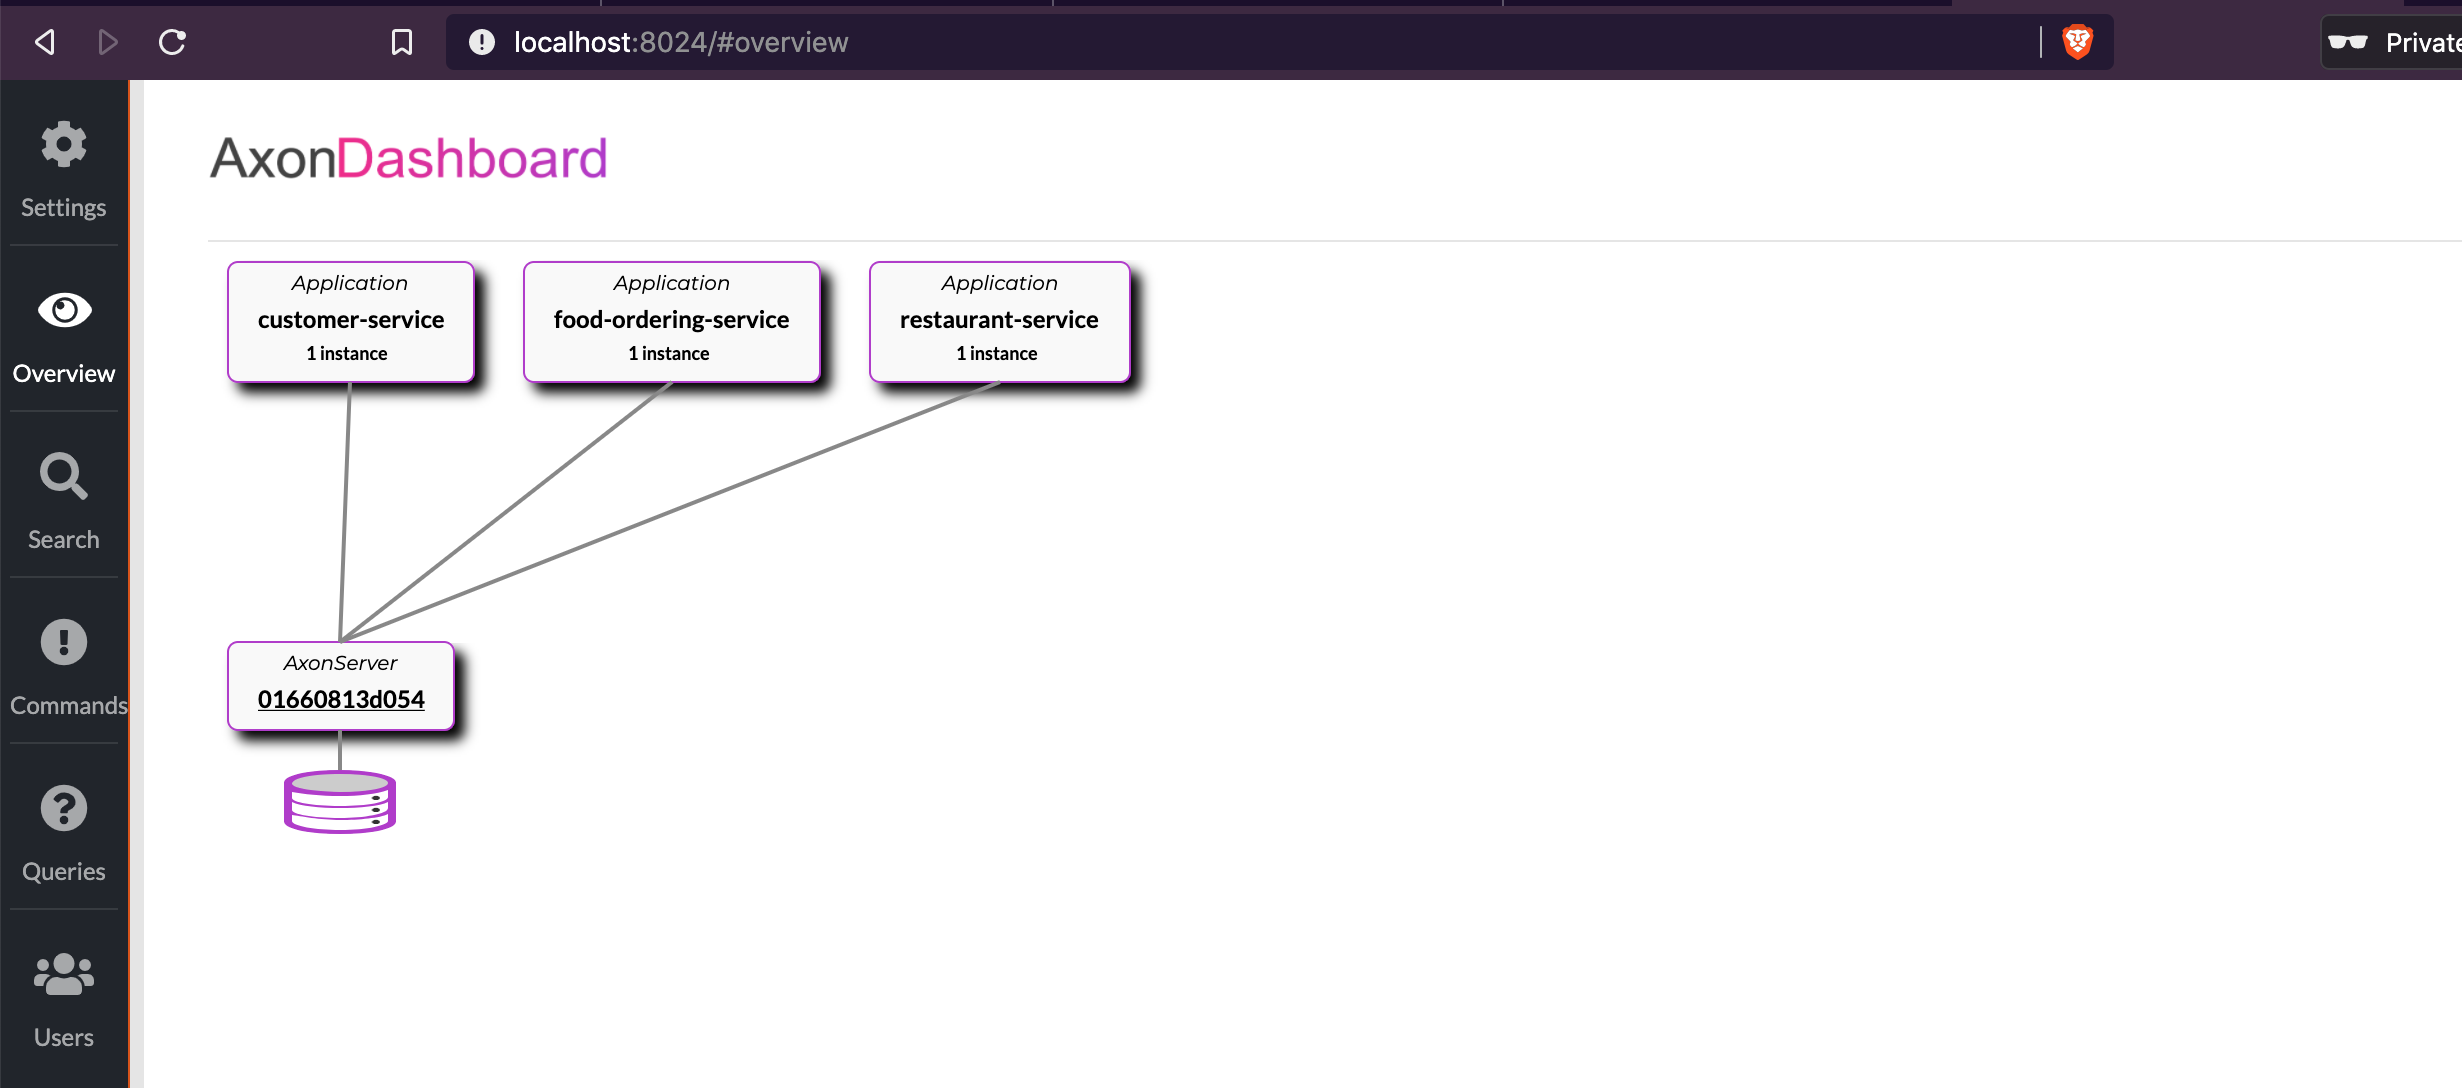 localhost:8024/#overview
Private
Settings
Overview
Search
Commands
Queries
Users
AxonDashboard
Application
customer-service
1 instance
Application
food-ordering-service
1 instance
Application
restaurant-service
1 instance
AxonServer
01660813d054